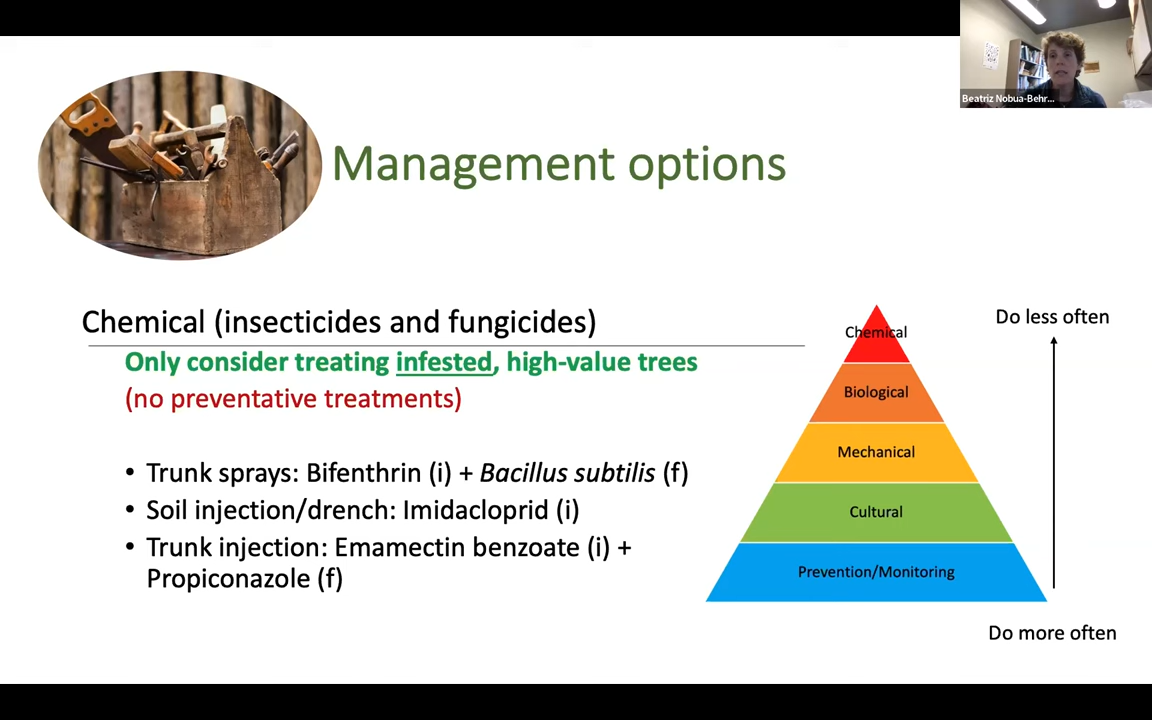 Beatriz Nobua-Behr...
Management options
Chemical (insecticides and fungicides)
Only consider treating infested, high-value trees
(no preventative treatments)
• Trunk sprays: Bifenthrin (i) + Bacillus subtilis (f)
• Soil injection/drench: Imidacloprid (i)
• Trunk injection: Emamectin benzoate (i) +
Propiconazole (f)
Do less often
Chemical
Biological
Mechanical
Cultural
Prevention/Monitoring
Do more often